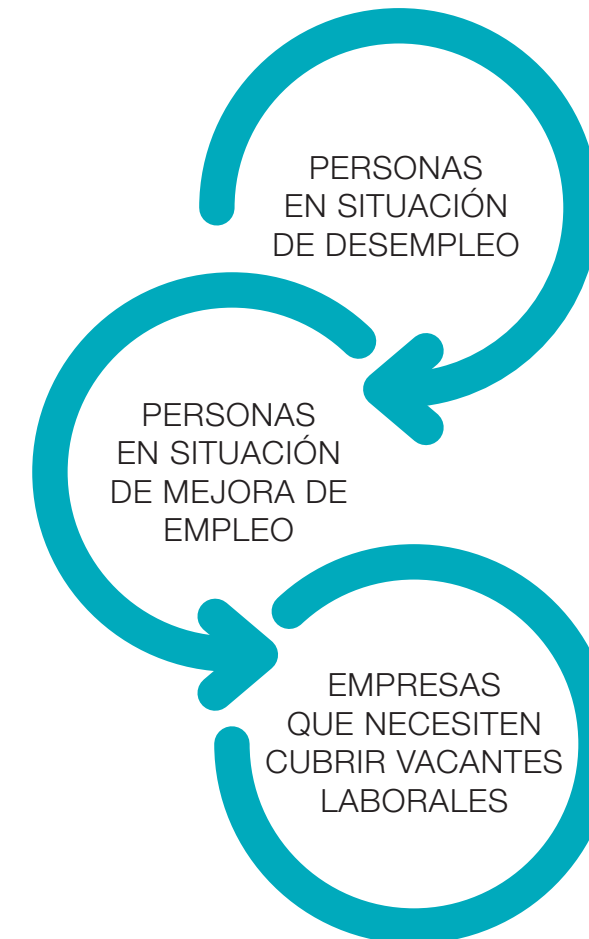 PERSONAS
EN SITUACIÓN
DE DESEMPLEO
PERSONAS
EN SITUACIÓN
DE MEJORA DE
EMPLEO
EMPRESAS
QUE NECESITEN
CUBRIR VACANTES
LABORALES